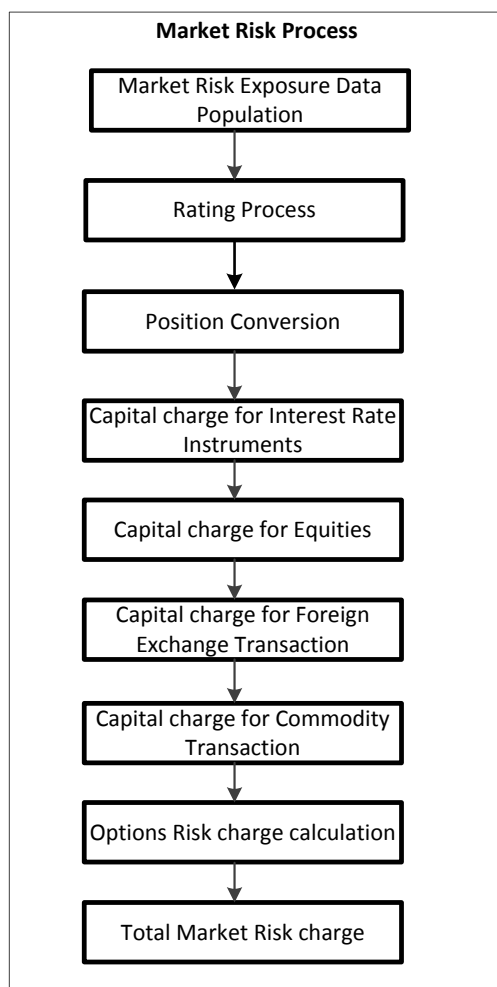 Market Risk Process
Market Risk Exposure Data
Population
Rating Process
Position Conversion
Capital charge for Interest Rate
Instruments
Capital charge for Equities
Capital charge for Foreign
Exchange Transaction
Capital charge for Commodity
Transaction
Options Risk charge calculation
Total Market Risk charge